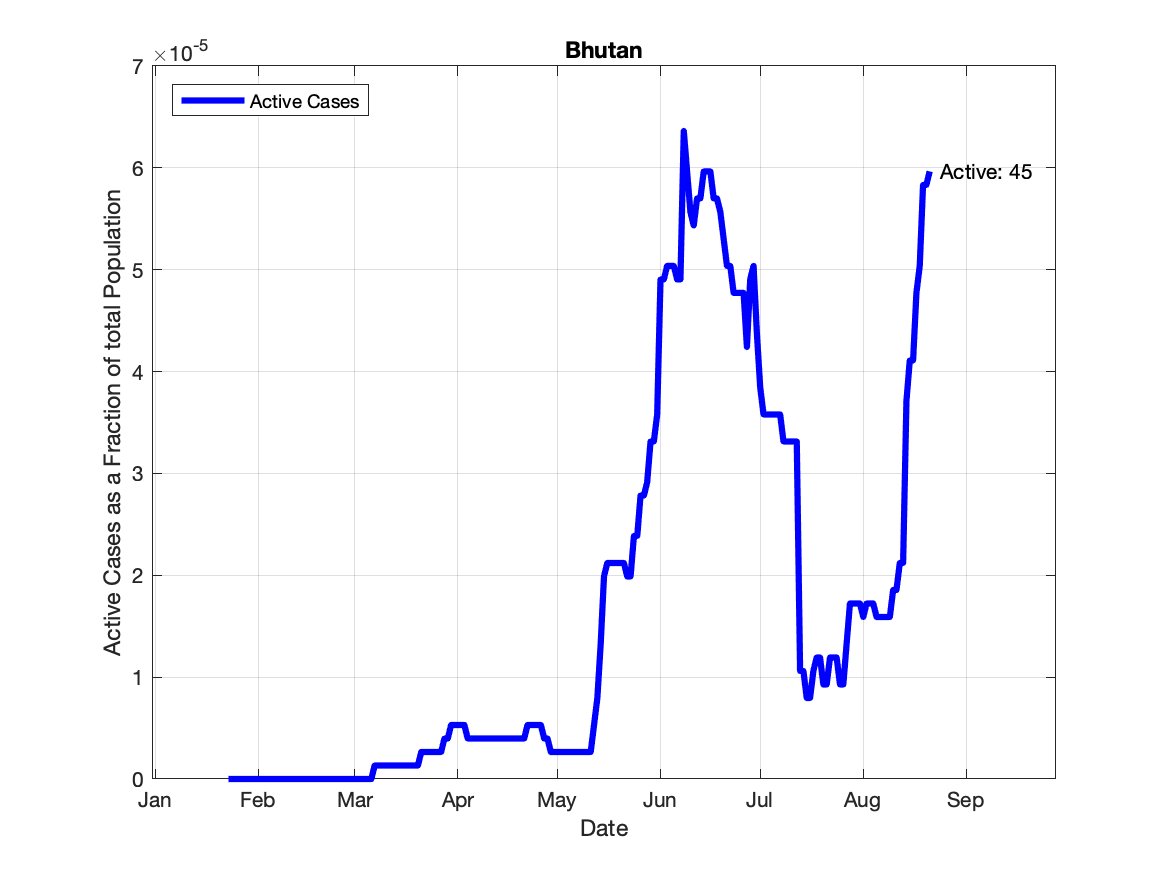 Bhutan
×10-5
Active Cases
Active: 45
7
6
5
4
3
2
1
0
Active Cases as a Fraction of total Population
Jan Feb Mar Apr May Jun Jul Aug Sep
Date